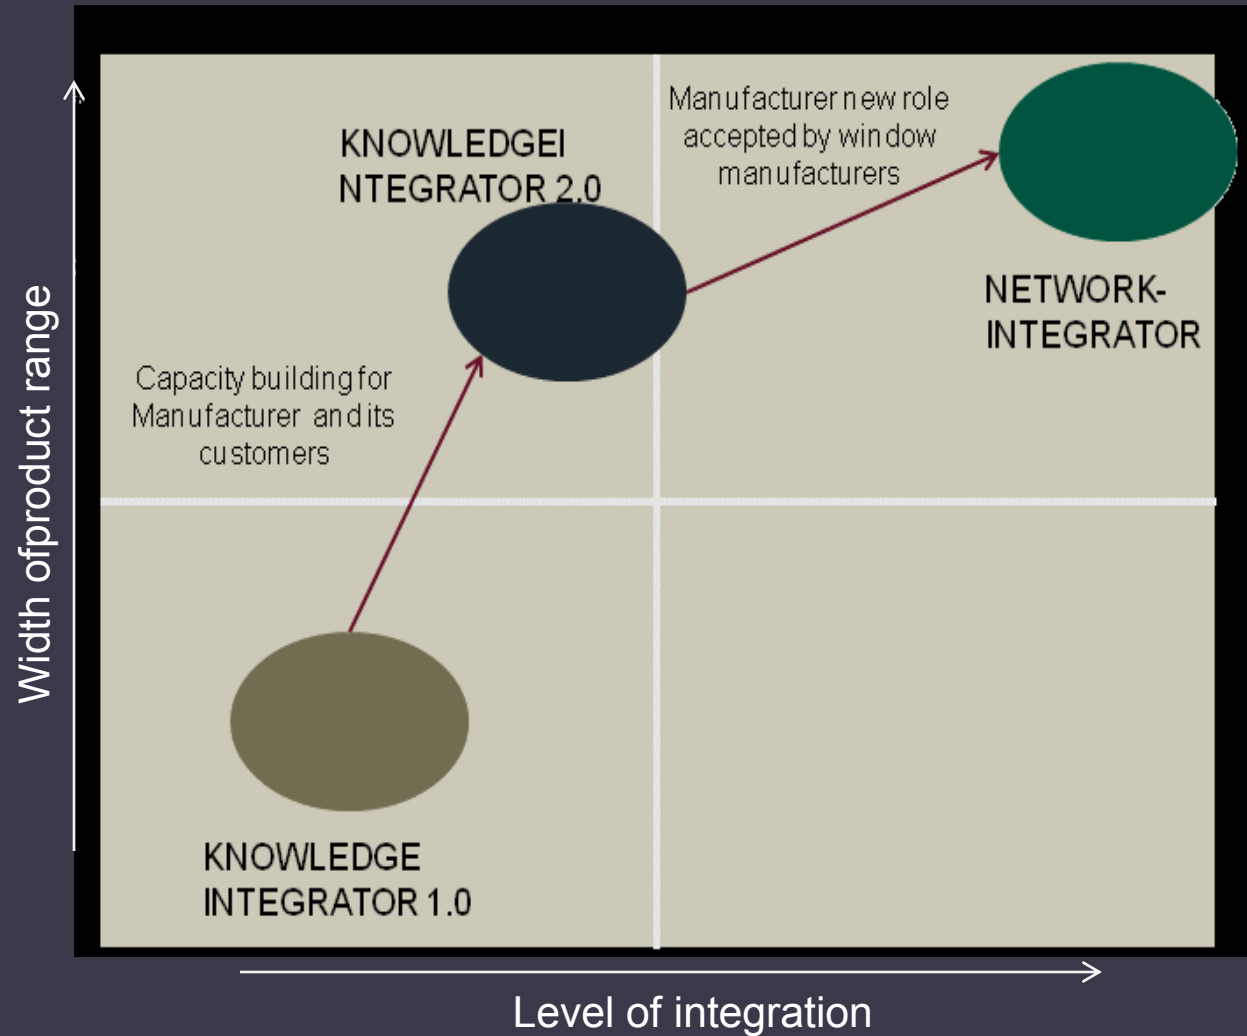 Manufacturer new role
accepted by window
manufacturers
KNOWLEDGEI
NTEGRATOR 2.0
NETWORK-
INTEGRATOR
Capacity building for
Manufacturer and its
customers
KNOWLEDGE
INTEGRATOR 1.0
Width ofproduct range
Level of integration